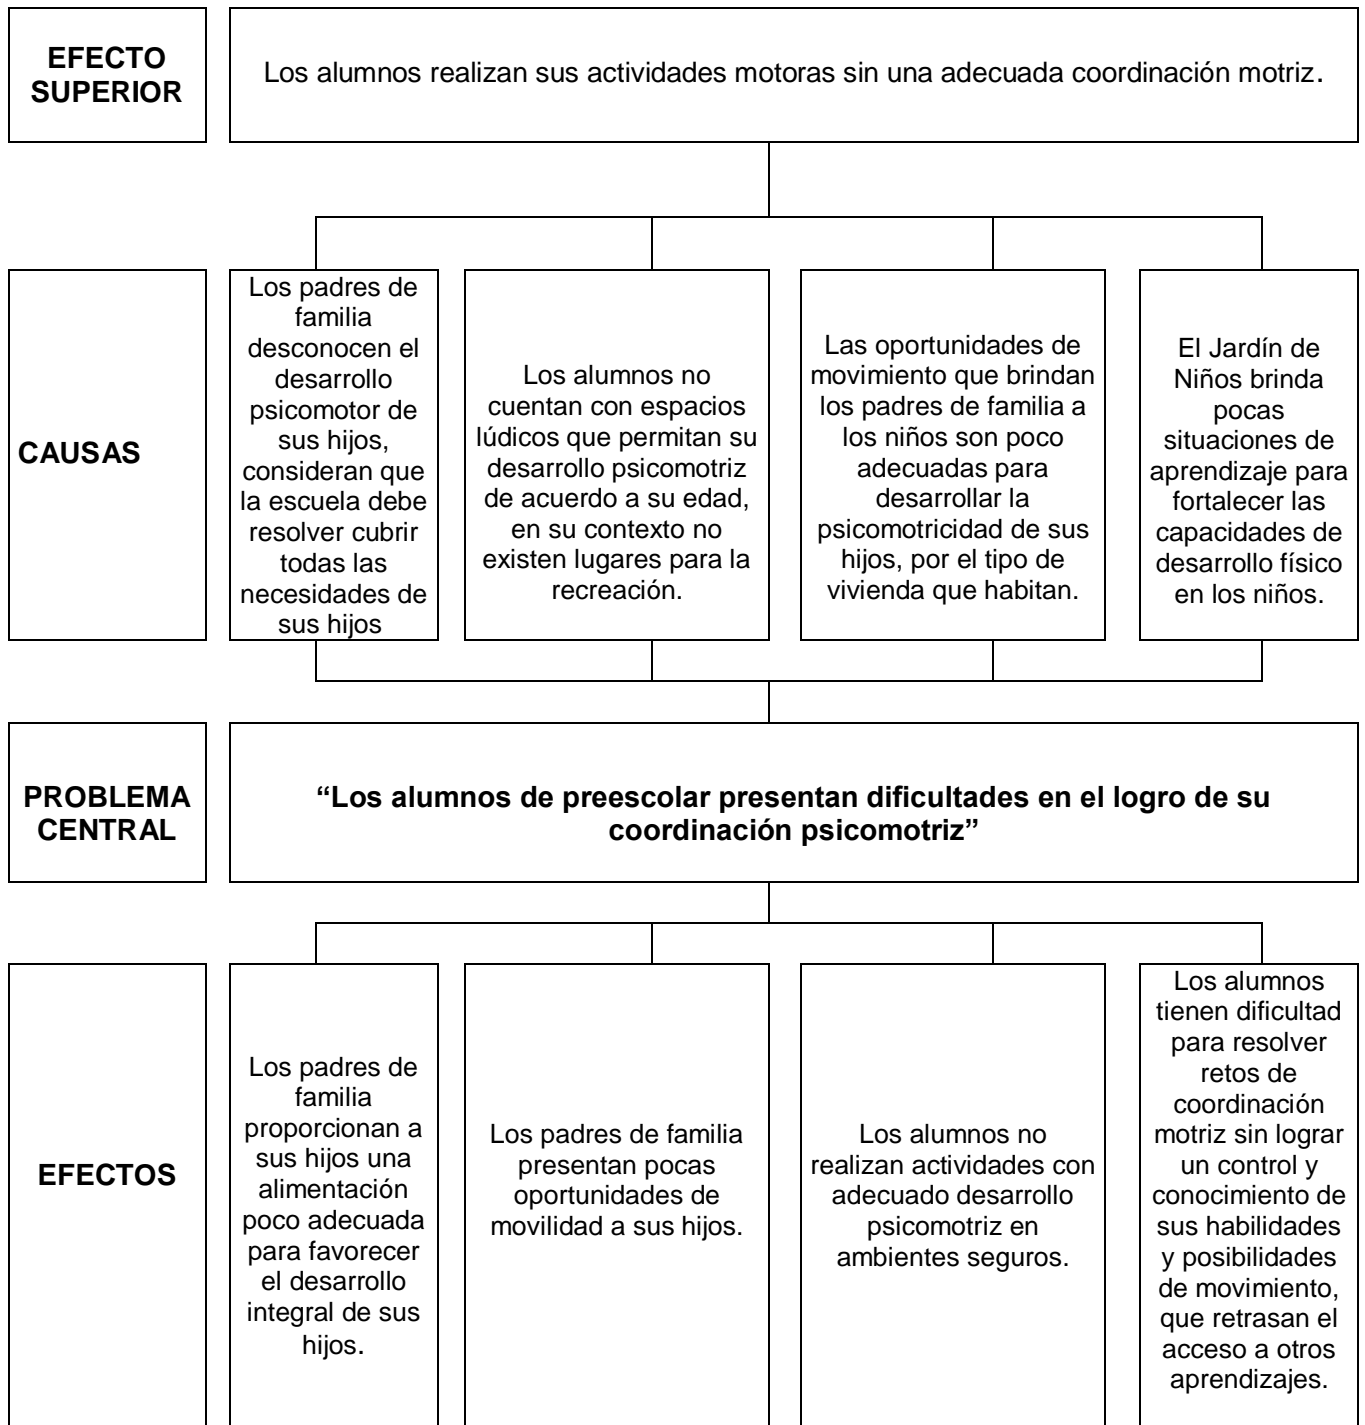 EFECTO
SUPERIOR
Los alumnos realizan sus actividades motoras sin una adecuada coordinación motriz.
CAUSAS
Los padres de
familia
desconocen el
desarrollo
psicomotor de
sus hijos,
consideran que
la escuela debe
resolver cubrir
todas las
necesidades de
sus hijos
Los alumnos no
cuentan con espacios
lúdicos que permitan su
desarrollo psicomotriz
de acuerdo a su edad,
en su contexto no
existen lugares para la
recreación.
Las oportunidades de
movimiento que brindan
los padres de familia a
los niños son poco
adecuadas para
desarrollar la
psicomotricidad de sus
hijos, por el tipo de
vivienda que habitan.
El Jardín de
Niños brinda
pocas
situaciones de
aprendizaje para
fortalecer las
capacidades de
desarrollo físico
en los niños.
PROBLEMA
CENTRAL
“Los alumnos de preescolar presentan dificultades en el logro de su
coordinación psicomotriz”
EFECTOS
Los padres de
familia
proporcionan a
sus hijos una
alimentación
poco adecuada
para favorecer
el desarrollo
integral de sus
hijos.
Los padres de familia
presentan pocas
oportunidades de
movilidad a sus hijos.
Los alumnos no
realizan actividades con
adecuado desarrollo
psicomotriz en
ambientes seguros.
Los alumnos
tienen dificultad
para resolver
retos de
coordinación
motriz sin lograr
un control y
conocimiento de
sus habilidades
y posibilidades
de movimiento,
que retrasan el
acceso a otros
aprendizajes.